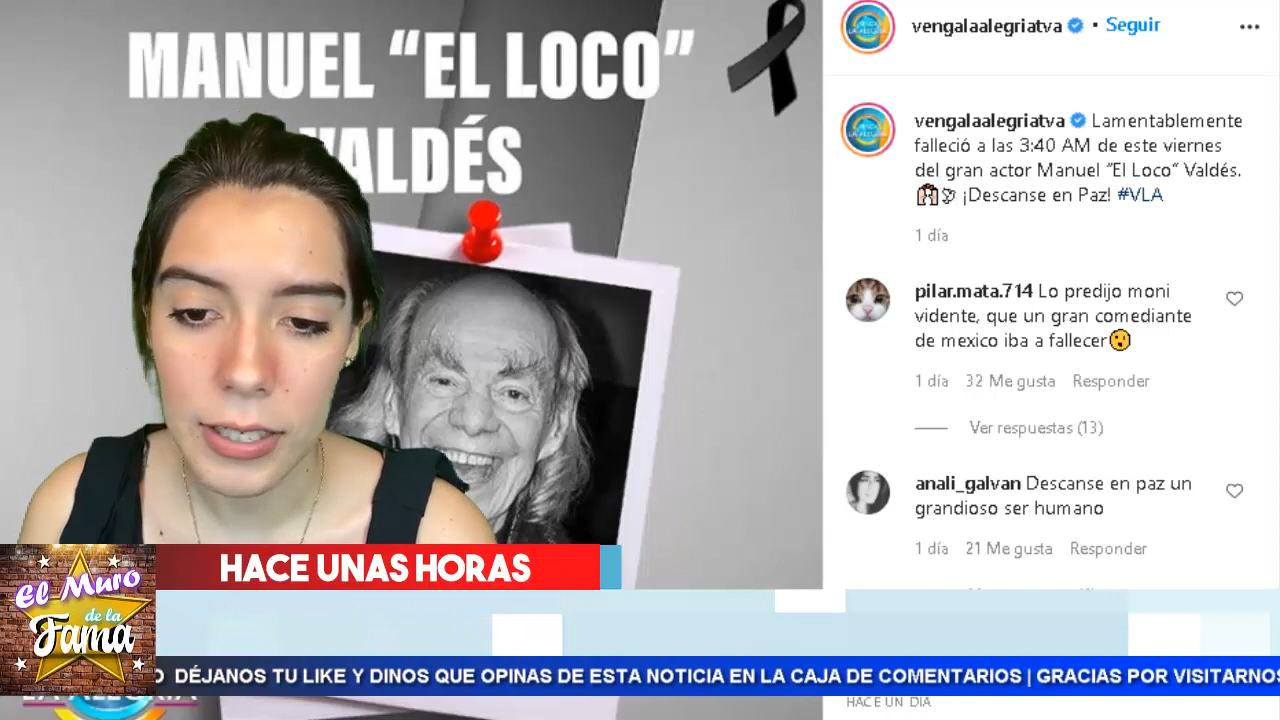 MANUEL “EL LOCO”
VALDÉS
vengalaalegriatva • Seguir
vengalaalegriatva Lamentablemente
falleció a las 3:40 AM de este viernes
del gran actor Manuel “El Loco” Valdés.
¡Descanse en Paz! #VLA
1 día
pilar.mata.714 Lo predijo moni
vidente, que un gran comediante
de mexico iba a fallecer
1 día 32 Me gusta Responder
Ver respuestas (13)
anali_galvan Descanse en paz un
grandioso ser humano
1 día 21 Me gusta Responder
HACE UNAS HORAS
El Muro
de la
Fama
O DÉJANOS TU LIKE Y DINOS QUE OPINAS DE ESTA NOTICIA EN LA CAJA DE COMENTARIOS | GRACIAS POR VISITARNOS
HACE UN DÍA